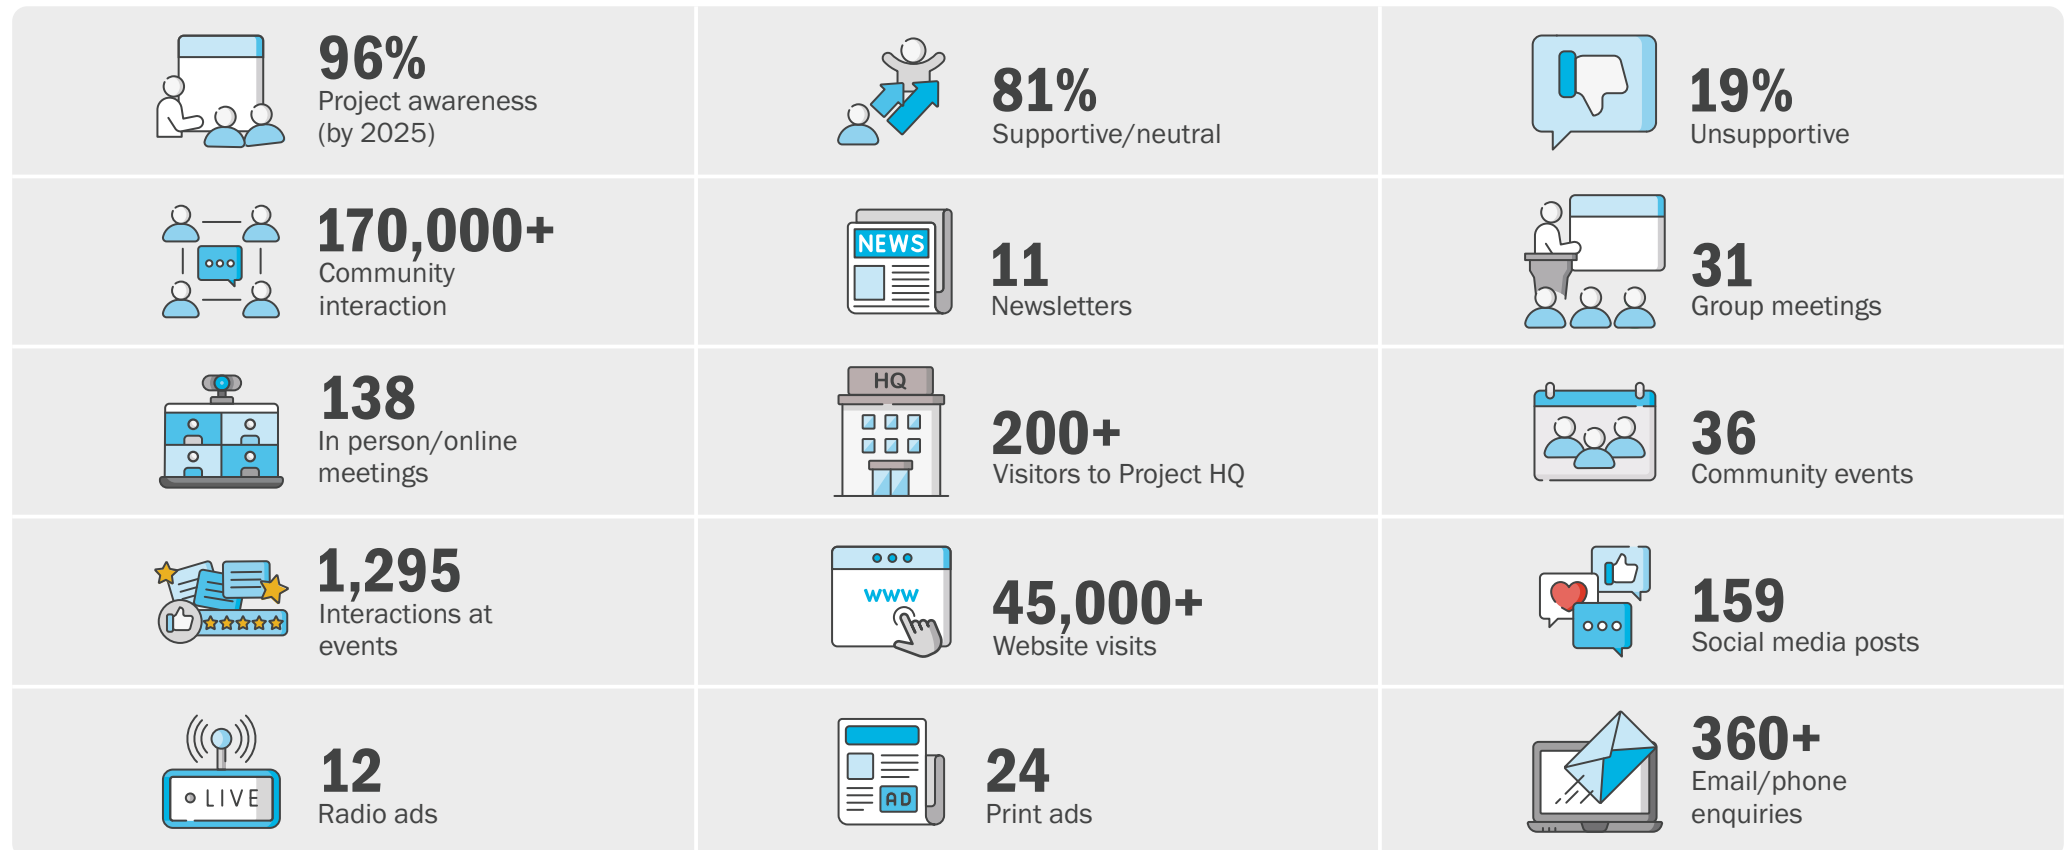 96%
Project awareness
(by 2025)
81%
Supportive/neutral
19%
Unsupportive
170,000+
Community
interaction
NEWS
11
Newsletters
31
Group meetings
138
In person/online
meetings
HQ
200+
Visitors to Project HQ
36
Community events
1,295
Interactions at
events
www
45,000+
Website visits
159
Social media posts
LIVE
12
Radio ads
AD
24
Print ads
360+
Email/phone
enquiries